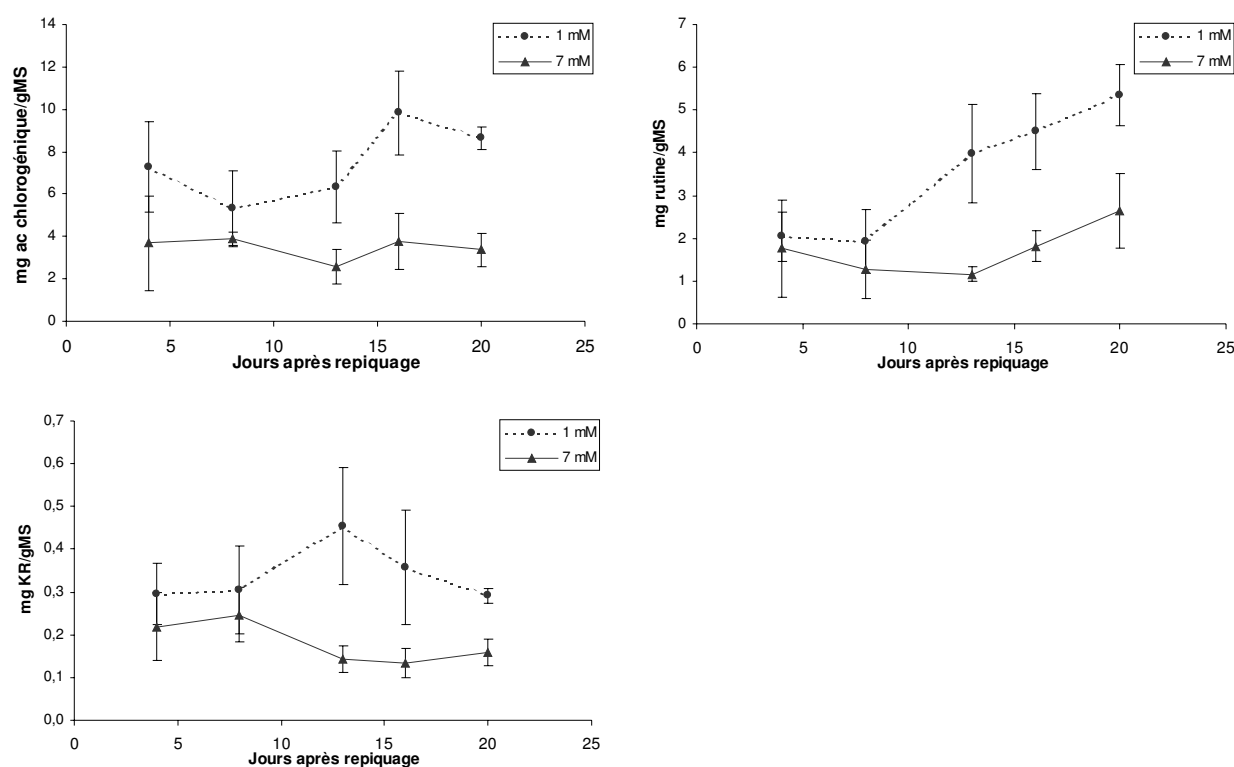 mg ac chlorogénique/gMS
14
12
10
8
6
4
2
0
0 5 10 15 20 25
Jours après repiquage
1 mM
7 mM
mg rutine/gMS
7
6
5
4
3
2
1
0
0 5 10 15 20 25
Jours après repiquage
1 mM
7 mM
mg KR/gMS
0,7
0,6
0,5
0,4
0,3
0,2
0,1
0,0
0 5 10 15 20 25
Jours après repiquage
1 mM
7 mM